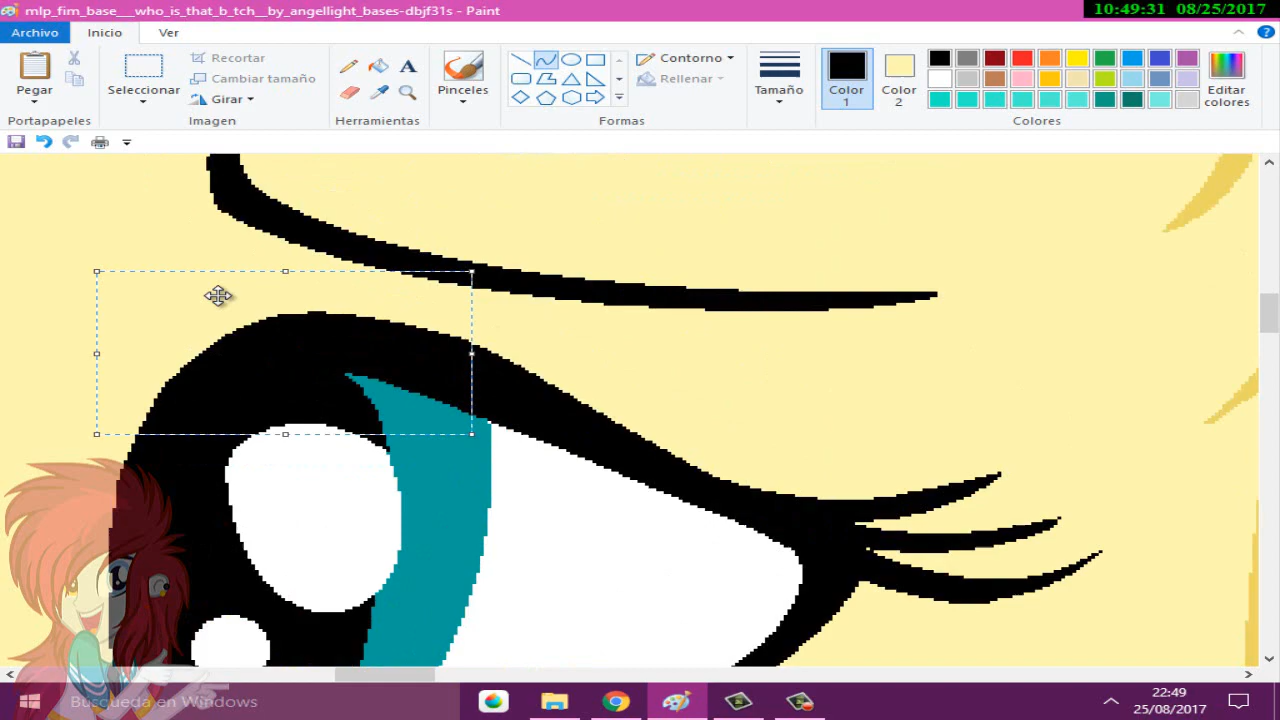 mlp_fim_base___who_is_that_b_tch__by_angellight_bases-dbjf31s - Paint
10:49:31 08/25/2017
Archivo Inicio Ver
Pegar
Seleccionar
Recortar
Cambiar tamaño
Girar
Pinceles
Contorno
Rellenar
Tamaño
Color 1
Color 2
Editar colores
Portapapeles Imagen Herramientas Formas Colores
Búsqueda en Windows
22:49
25/08/2017